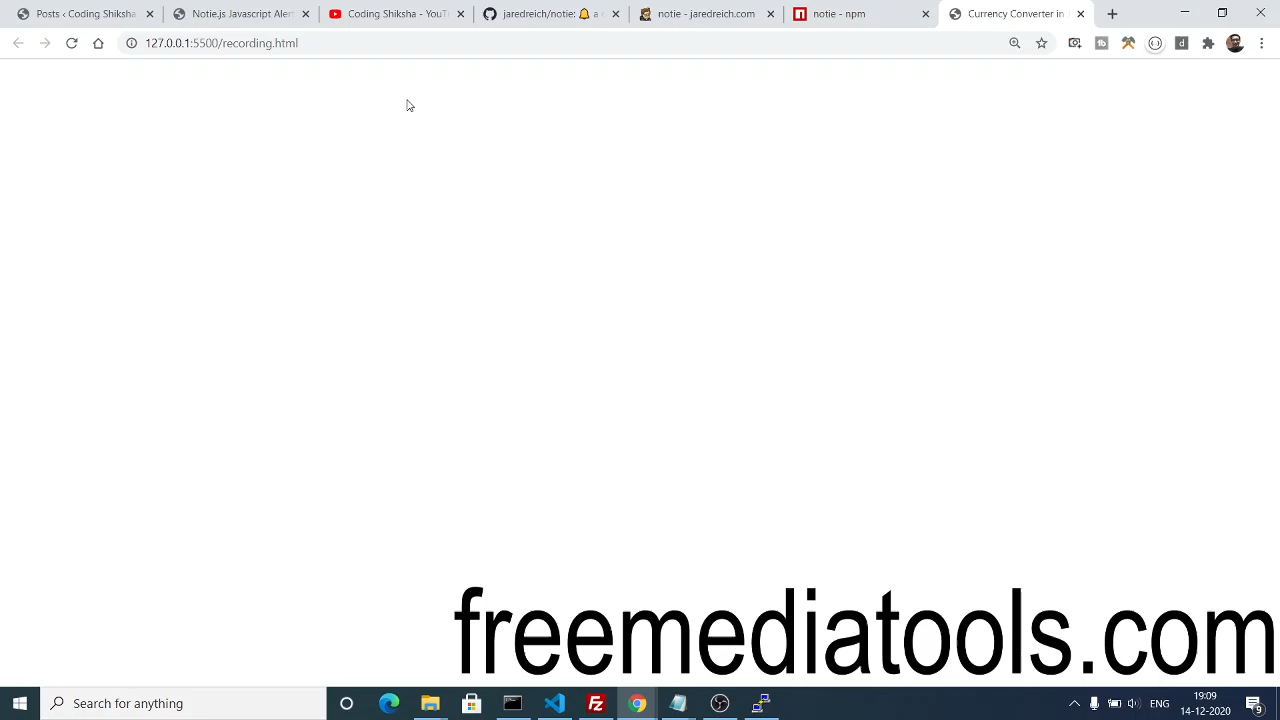 Posts ‹ Coding Shiksha
Notie.js Javascript Alert
Coding Shiksha - YouTu
jaredreich/notie: 🔔 a c
notie - jaredreich.com
notie - npm
Currency Converter in J
127.0.0.1:5500/recording.html
freemediatools.com
Search for anything
ENG
19:09
14-12-2020